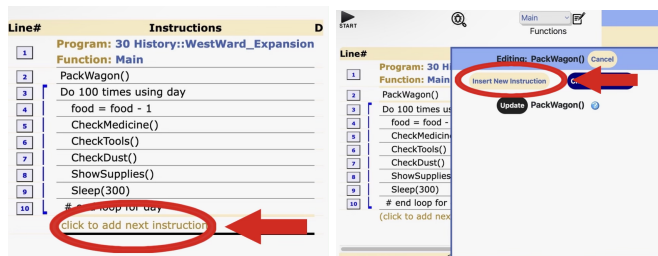 Line# Instructions D
1 Program: 30 History::WestWard_Expansion
Function: Main
2 PackWagon()
3 Do 100 times using day
4 food = food - 1
5 CheckMedicine()
6 CheckTools()
7 CheckDust()
8 ShowSupplies()
9 Sleep(300)
10 # end loop for day
click to add next instruction
START Main
Functions
Line#
1 Program: 30 Hi
Function: Main
2 PackWagon()
3 Do 100 times us
4 food = food -
5 CheckMedicin
6 CheckTools()
7 CheckDust()
8 ShowSupplies
9 Sleep(300)
10 # end loop for
(click to add nex
Editing: PackWagon() Cancel
Insert New Instruction
Update PackWagon()